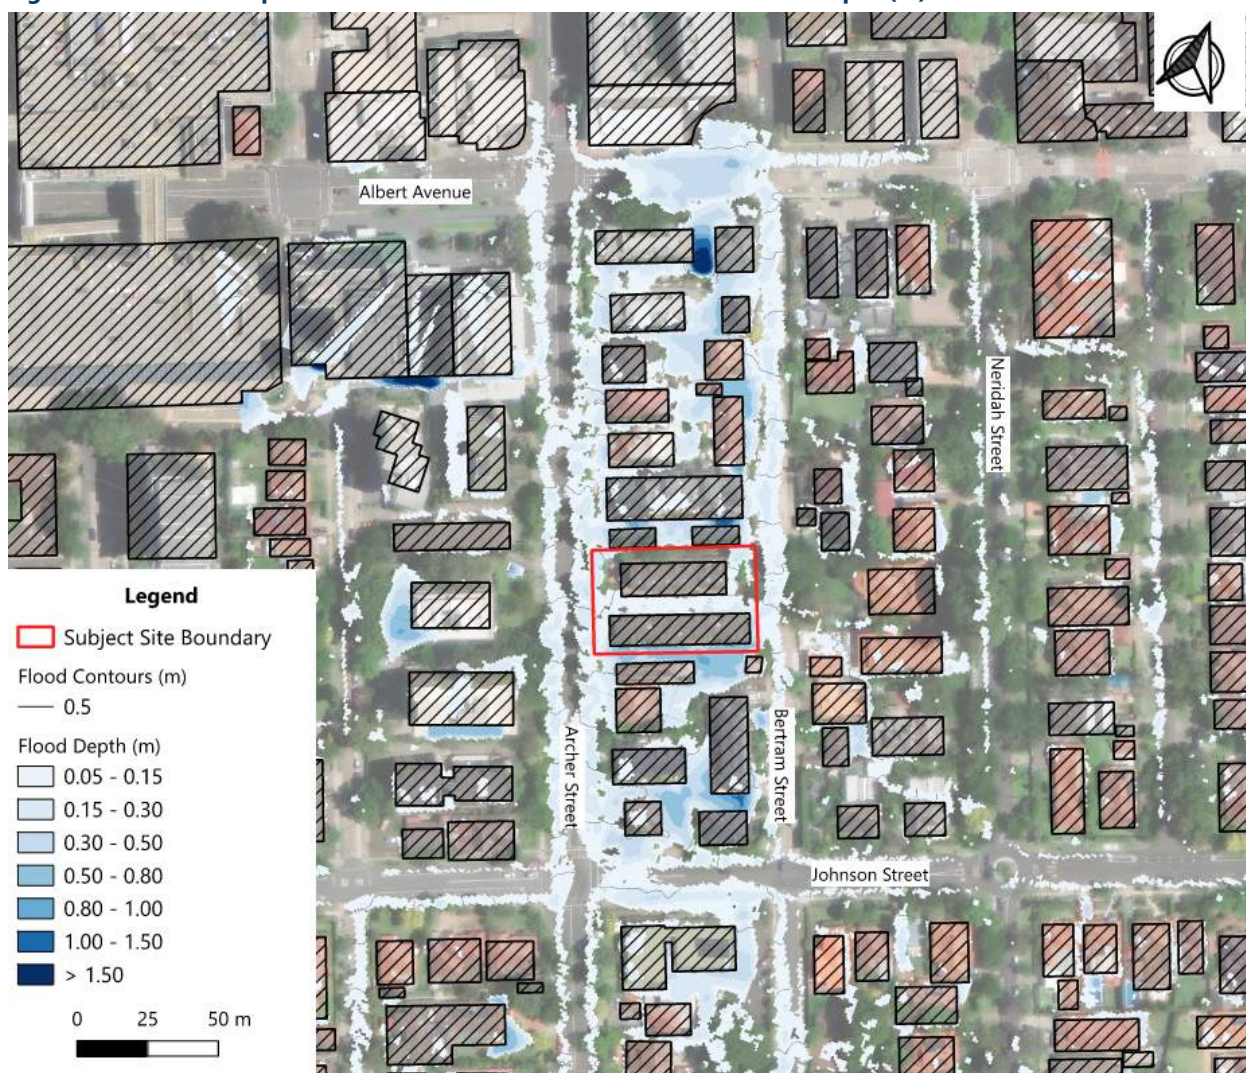 Albert Avenue
Neridah Street
Legend
Subject Site Boundary
Flood Contours (m)
0.5
Flood Depth (m)
0.05 - 0.15
0.15 - 0.30
0.30 - 0.50
0.50 - 0.80
0.80 - 1.00
1.00 - 1.50
> 1.50
0 25 50 m
Archer Street
Bertram Street
Johnson Street